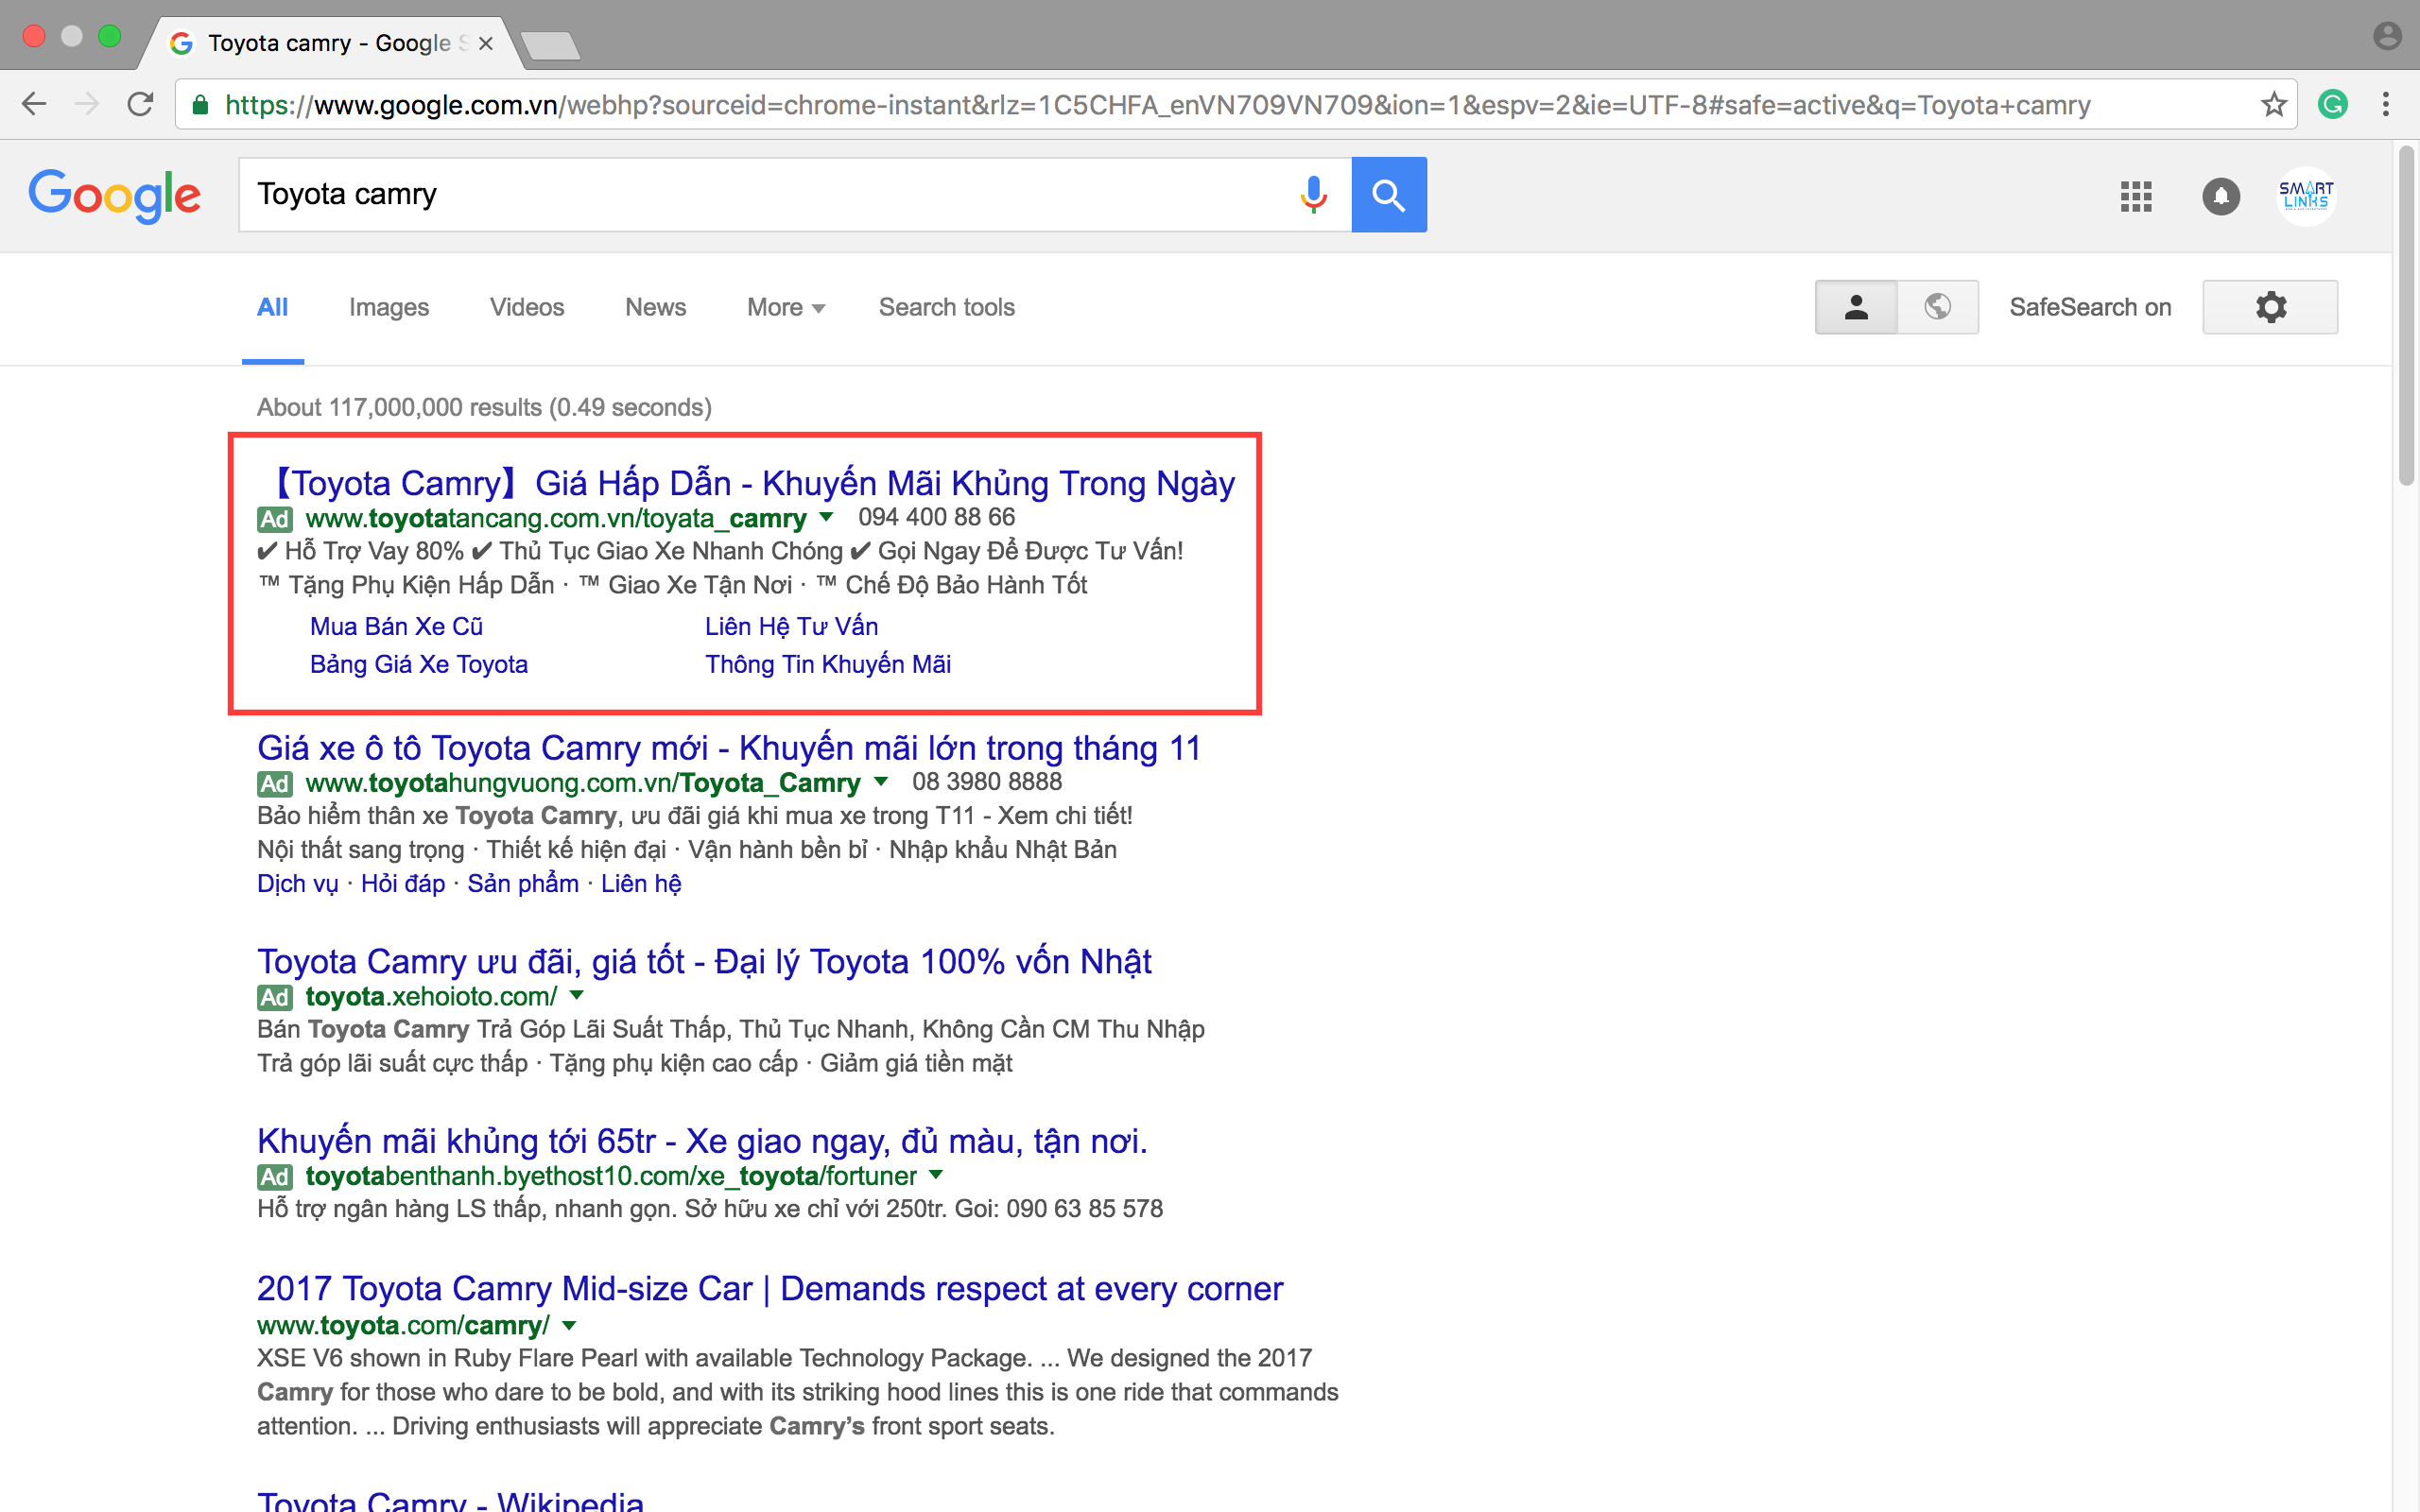 Toyota camry - Google S
https://www.google.com.vn/webhp?sourceid=chrome-instant&rlz=1C5CHFA_enVN709VN709&ion=1&espv=2&ie=UTF-8#safe=active&q=Toyota+camry
Google
Toyota camry
SMART
LINKS
All Images Videos News More Search tools
SafeSearch on
About 117,000,000 results (0.49 seconds)
【Toyota Camry】Giá Hấp Dẫn - Khuyến Mãi Khủng Trong Ngày
Ad www.toyotatancang.com.vn/toyata_camry 094 400 88 66
✔ Hỗ Trợ Vay 80% ✔ Thủ Tục Giao Xe Nhanh Chóng ✔ Gọi Ngay Để Được Tư Vấn!
™ Tặng Phụ Kiện Hấp Dẫn · ™ Giao Xe Tận Nơi · ™ Chế Độ Bảo Hành Tốt
Mua Bán Xe Cũ Liên Hệ Tư Vấn
Bảng Giá Xe Toyota Thông Tin Khuyến Mãi
Giá xe ô tô Toyota Camry mới - Khuyến mãi lớn trong tháng 11
Ad www.toyotahungvuong.com.vn/Toyota_Camry 08 3980 8888
Bảo hiểm thân xe Toyota Camry, ưu đãi giá khi mua xe trong T11 - Xem chi tiết!
Nội thất sang trọng · Thiết kế hiện đại · Vận hành bền bỉ · Nhập khẩu Nhật Bản
Dịch vụ · Hỏi đáp · Sản phẩm · Liên hệ
Toyota Camry ưu đãi, giá tốt - Đại lý Toyota 100% vốn Nhật
Ad toyota.xehoioto.com/
Bán Toyota Camry Trả Góp Lãi Suất Thấp, Thủ Tục Nhanh, Không Cần CM Thu Nhập
Trả góp lãi suất cực thấp · Tặng phụ kiện cao cấp · Giảm giá tiền mặt
Khuyến mãi khủng tới 65tr - Xe giao ngay, đủ màu, tận nơi.
Ad toyotabenthanh.byethost10.com/xe_toyota/fortuner
Hỗ trợ ngân hàng LS thấp, nhanh gọn. Sở hữu xe chỉ với 250tr. Goi: 090 63 85 578
2017 Toyota Camry Mid-size Car | Demands respect at every corner
www.toyota.com/camry/
XSE V6 shown in Ruby Flare Pearl with available Technology Package. ... We designed the 2017
Camry for those who dare to be bold, and with its striking hood lines this is one ride that commands
attention. ... Driving enthusiasts will appreciate Camry's front sport seats.
Toyota Camry - Wikipedia